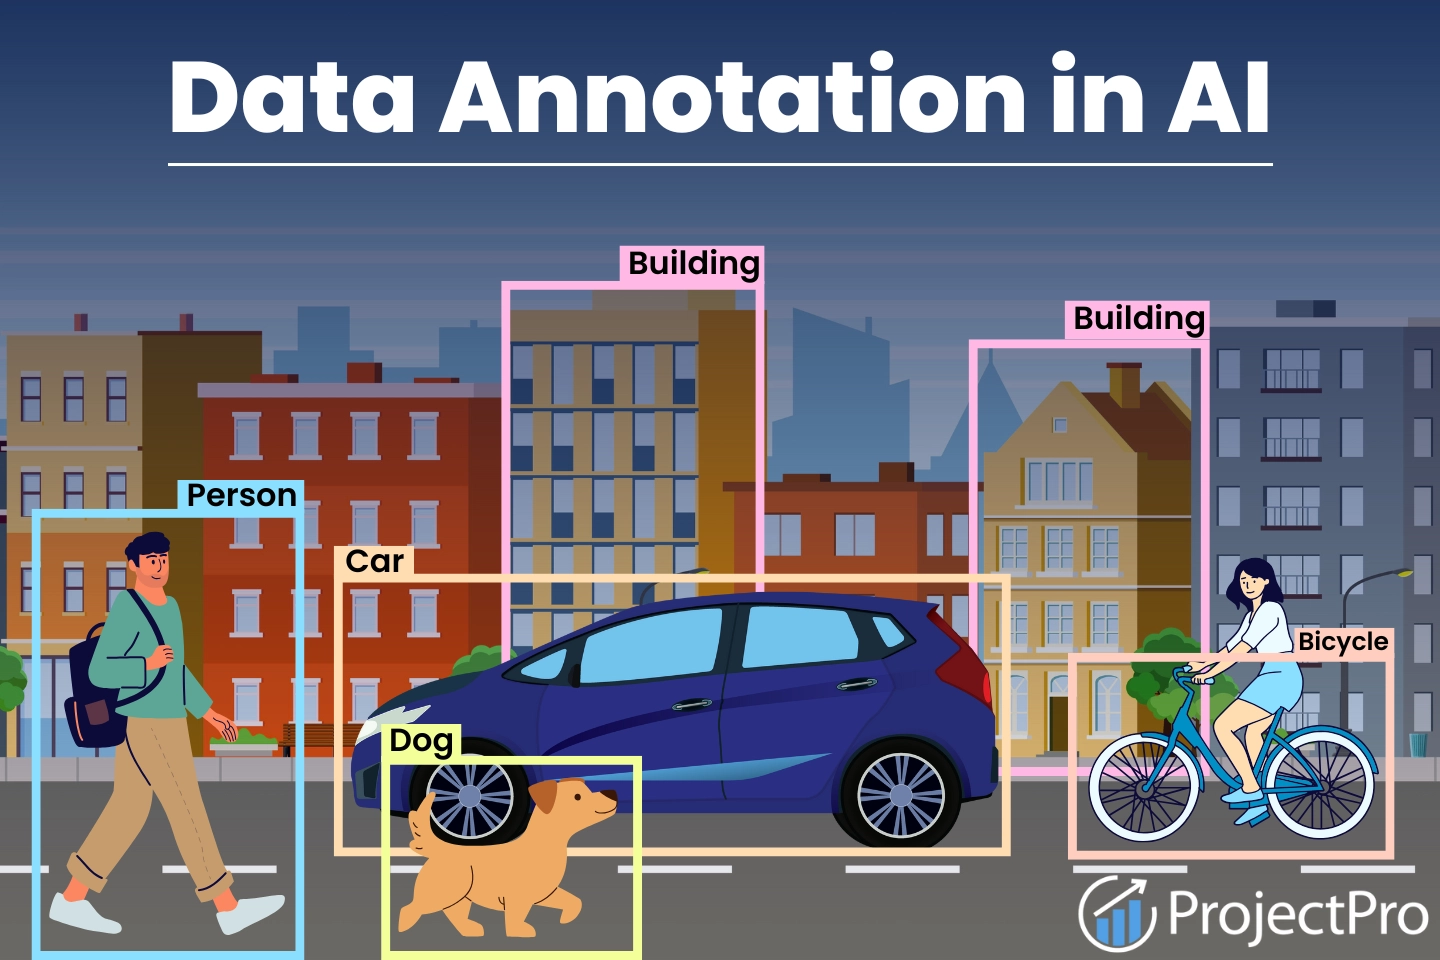 Data Annotation in AI
Building
Building
Person
Car
Bicycle
Dog
ProjectPro